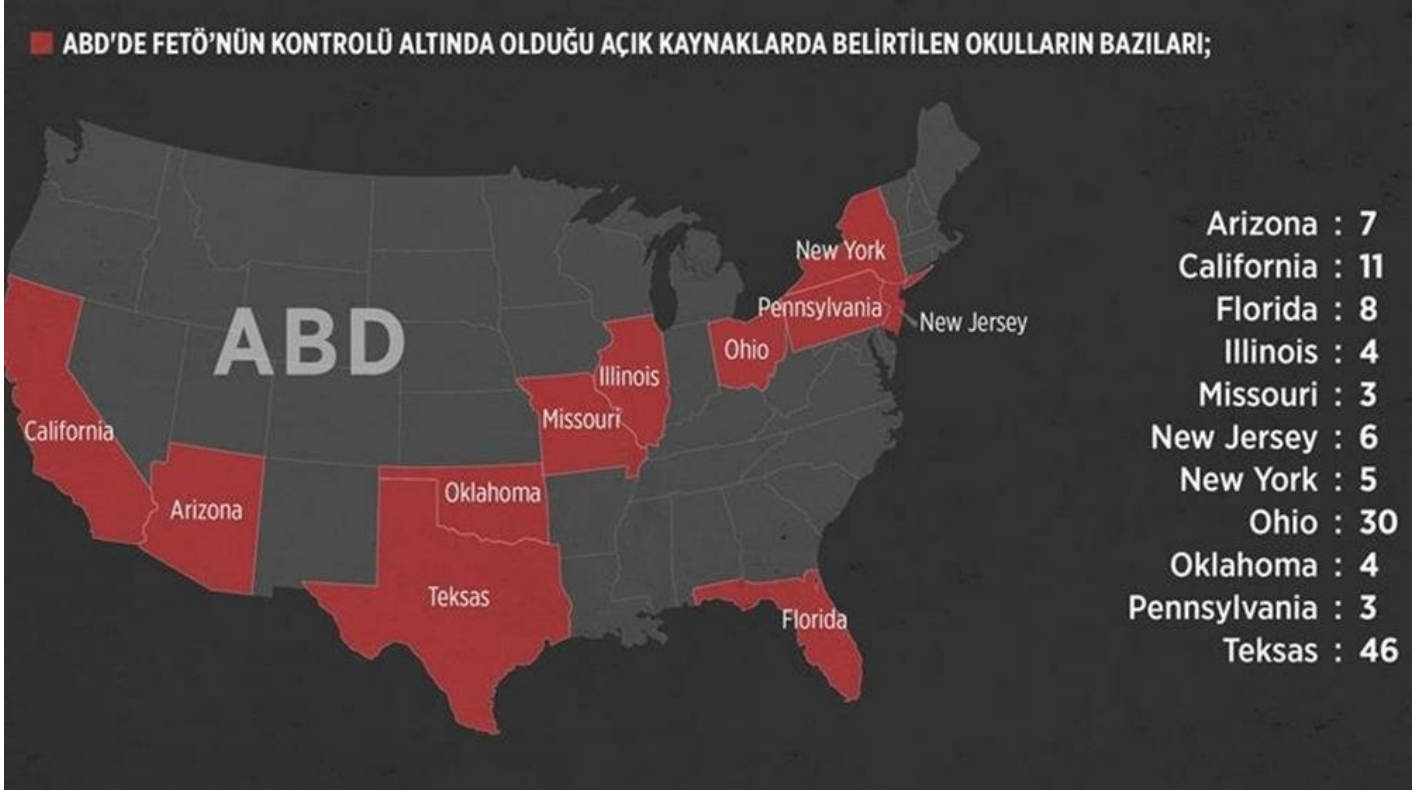 ABD'DE FETÖ'NÜN KONTROLÜ ALTINDA OLDUĞU AÇIK KAYNAKLARDA BELİRTİLEN OKULLARIN BAZILARI;
ABD
New York
Pennsylvania
New Jersey
Ohio
Illinois
Missouri
California
Oklahoma
Arizona
Teksas
Florida
Arizona : 7
California : 11
Florida : 8
Illinois : 4
Missouri : 3
New Jersey : 6
New York : 5
Ohio : 30
Oklahoma : 4
Pennsylvania : 3
Teksas : 46